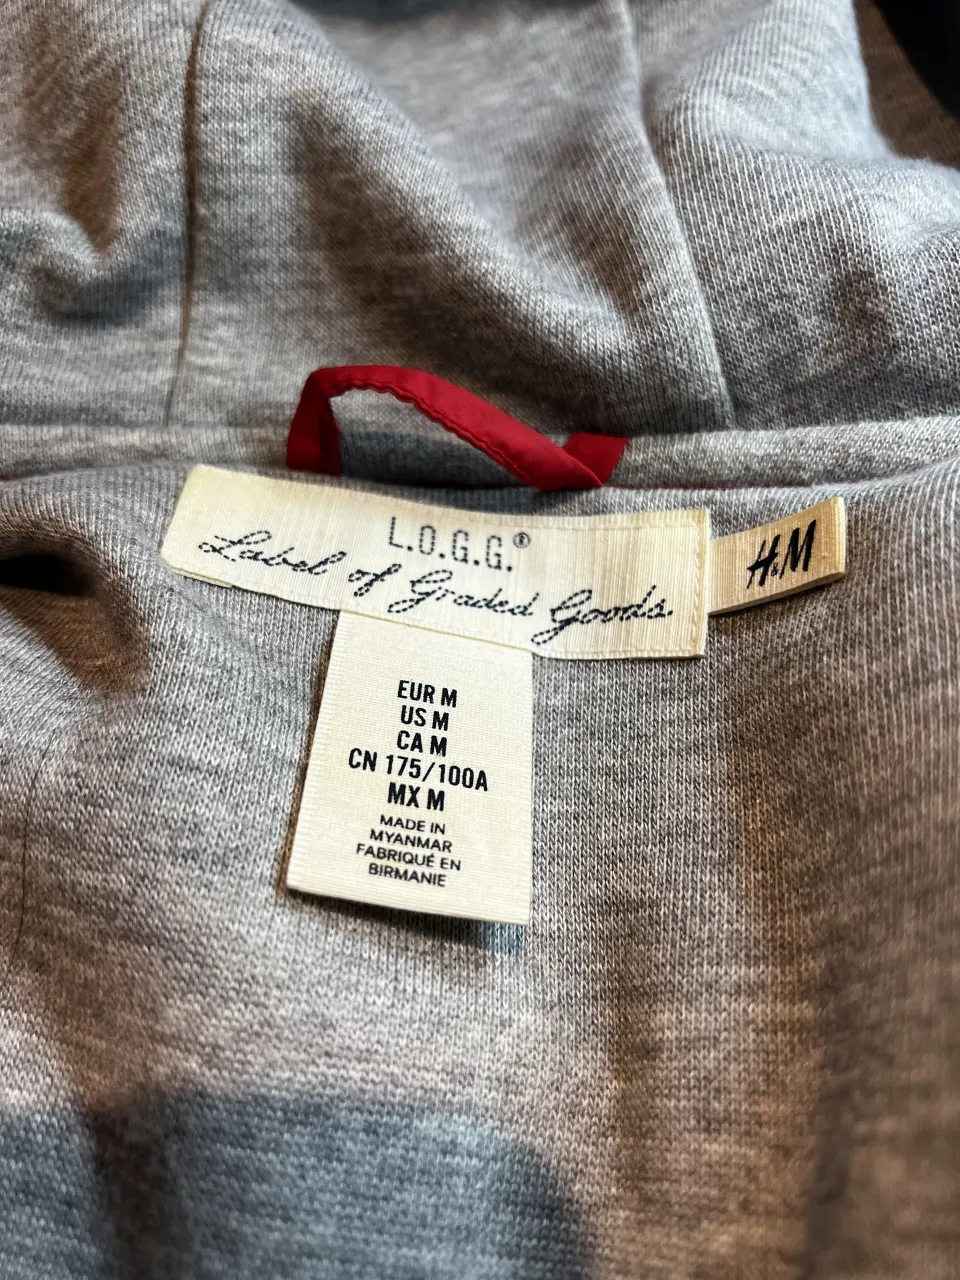 L.O.G.G.®
Label of Graded Goods.
H&M
EUR M
US M
CA M
CN 175/100A
MX M
MADE IN
MYANMAR
FABRIQUÉ EN
BIRMANIE